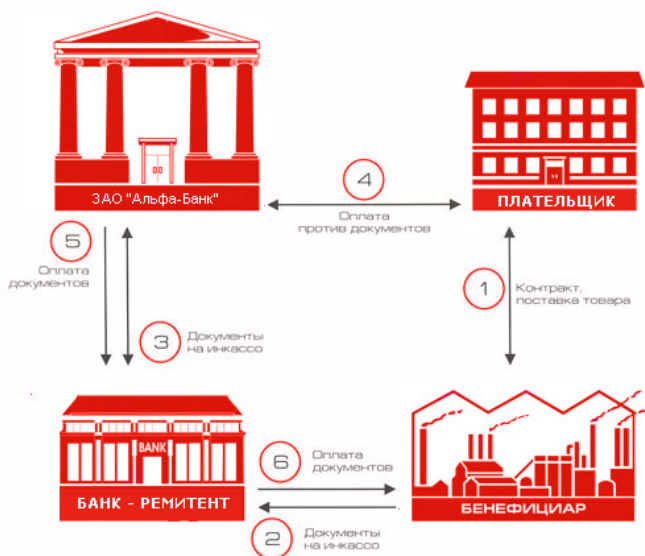 ЗАО "Альфа-Банк"
ПЛАТЕЛЬЩИК
4
Оплата
против документов
5
Оплата
документов
1
Контракт,
поставка товара
3
Документы
на инкассо
BANK
БАНК - РЕМИТЕНТ
6
Оплата
документов
2
Документы
на инкассо
БЕНЕФИЦИАР